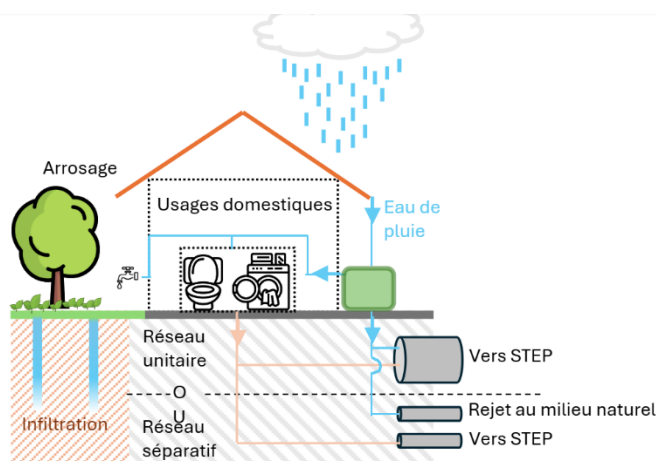 Arrosage
Usages domestiques
Eau de
pluie
Réseau
unitaire
Vers STEP
O
U
Rejet au milieu naturel
Infiltration
Réseau
séparatif
Vers STEP